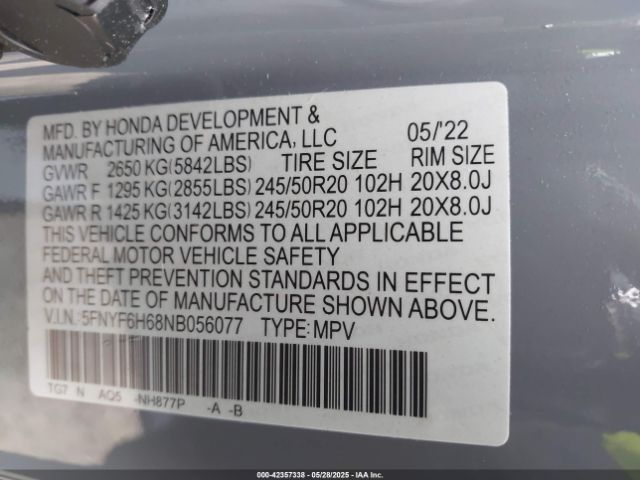 MFD. BY HONDA DEVELOPMENT &
MANUFACTURING OF AMERICA, LLC 05/'22
GVWR 2650 KG(5842LBS) TIRE SIZE RIM SIZE
GAWR F 1295 KG(2855LBS) 245/50R20 102H 20X8.0J
GAWR R 1425 KG(3142LBS) 245/50R20 102H 20X8.0J
THIS VEHICLE CONFORMS TO ALL APPLICABLE
FEDERAL MOTOR VEHICLE SAFETY
AND THEFT PREVENTION STANDARDS IN EFFECT
ON THE DATE OF MANUFACTURE SHOWN ABOVE.
V.I.N.:5FNYF6H68NB056077 TYPE:MPV
TG7 N AQ5 -NH877P -A -B
000-42357338 — 05/28/2025 — IAA Inc.